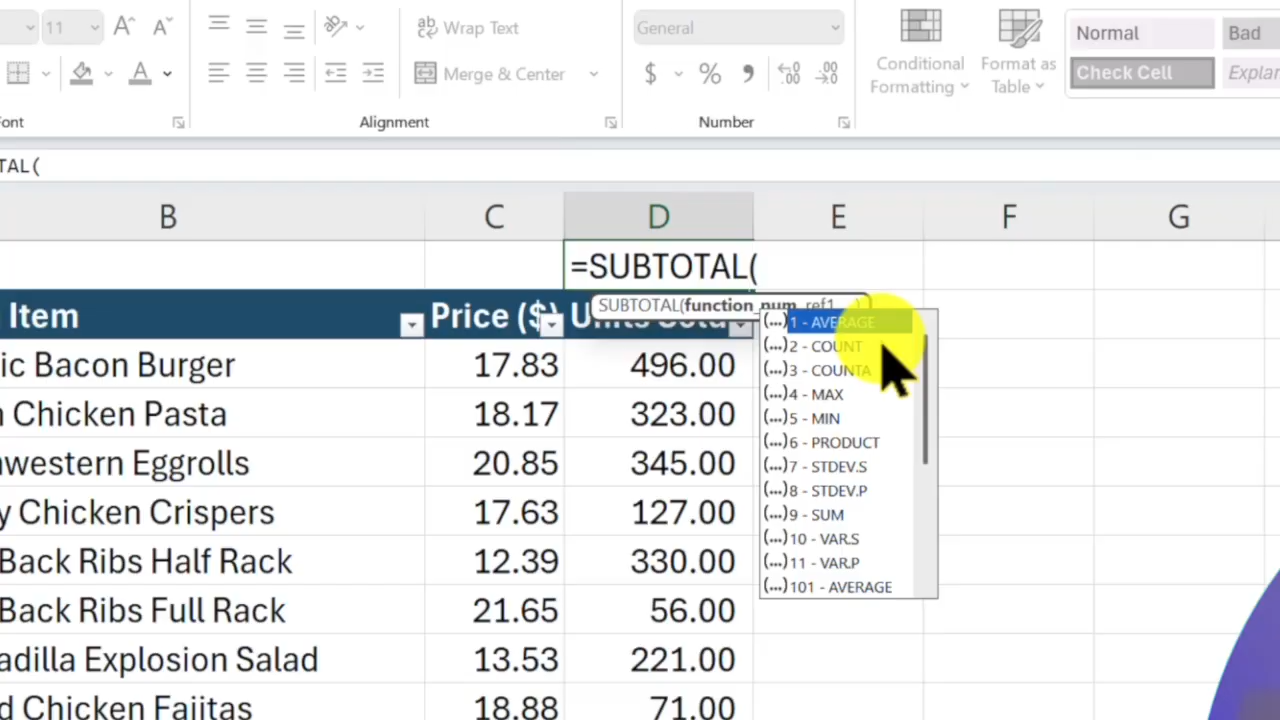 11
Wrap Text
General
Normal
Bad
Merge & Center
Conditional Formatting
Format as Table
Check Cell
Explan
Font
Alignment
Number
TAL(
B C D E F G
=SUBTOTAL(
SUBTOTAL(function_num, ref1, ...)
Item Price ($) Units Sold
ic Bacon Burger 17.83 496.00
Chicken Pasta 18.17 323.00
western Eggrolls 20.85 345.00
y Chicken Crispers 17.63 127.00
Back Ribs Half Rack 12.39 330.00
Back Ribs Full Rack 21.65 56.00
adilla Explosion Salad 13.53 221.00
d Chicken Fajitas 18.88 71.00
(...) 1 - AVERAGE
(...) 2 - COUNT
(...) 3 - COUNTA
(...) 4 - MAX
(...) 5 - MIN
(...) 6 - PRODUCT
(...) 7 - STDEV.S
(...) 8 - STDEV.P
(...) 9 - SUM
(...) 10 - VAR.S
(...) 11 - VAR.P
(...) 101 - AVERAGE